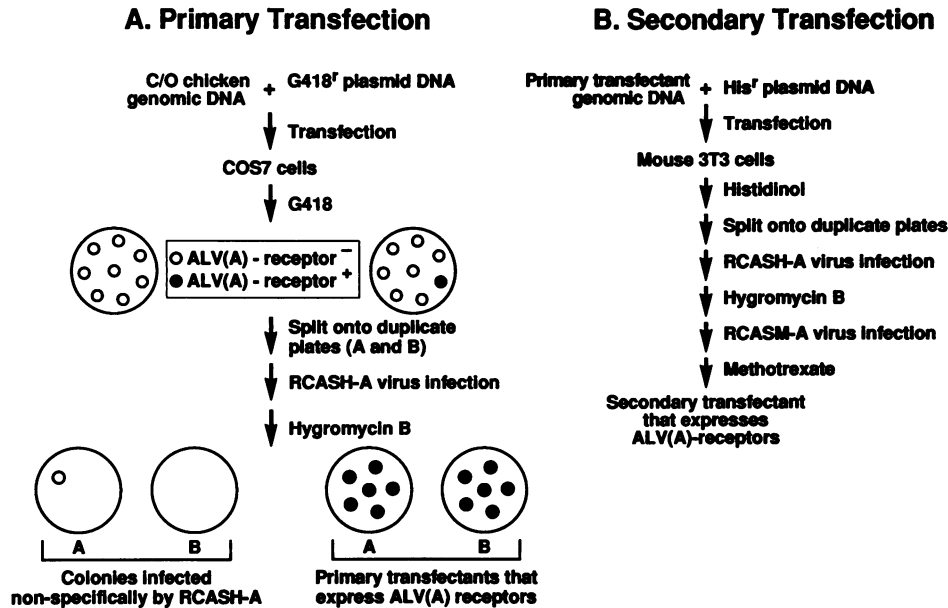 A. Primary Transfection
C/O chicken
genomic DNA
+
G418ʳ plasmid DNA
Transfection
COS7 cells
G418
ALV(A) - receptor ⁻
ALV(A) - receptor ⁺
Split onto duplicate
plates (A and B)
RCASH-A virus infection
Hygromycin B
A
B
Colonies infected
non-specifically by RCASH-A
A
B
Primary transfectants that
express ALV(A) receptors
B. Secondary Transfection
Primary transfectant
genomic DNA
+
Hisʳ plasmid DNA
Transfection
Mouse 3T3 cells
Histidinol
Split onto duplicate plates
RCASH-A virus infection
Hygromycin B
RCASM-A virus infection
Methotrexate
Secondary transfectant
that expresses
ALV(A)-receptors